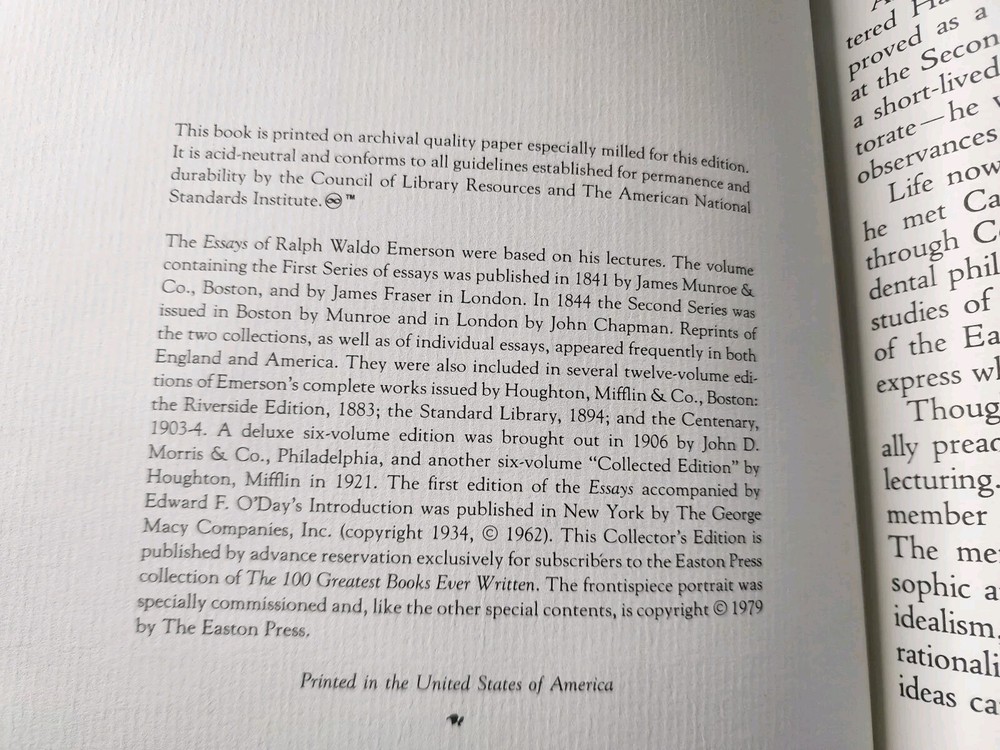 This book is printed on archival quality paper especially milled for this edition.
It is acid-neutral and conforms to all guidelines established for permanence and
durability by the Council of Library Resources and The American National
Standards Institute. ♾™
The Essays of Ralph Waldo Emerson were based on his lectures. The volume
containing the First Series of essays was published in 1841 by James Munroe &
Co., Boston, and by James Fraser in London. In 1844 the Second Series was
issued in Boston by Munroe and in London by John Chapman. Reprints of
the two collections, as well as of individual essays, appeared frequently in both
England and America. They were also included in several twelve-volume edi-
tions of Emerson's complete works issued by Houghton, Mifflin & Co., Boston:
the Riverside Edition, 1883; the Standard Library, 1894; and the Centenary,
1903-4. A deluxe six-volume edition was brought out in 1906 by John D.
Morris & Co., Philadelphia, and another six-volume "Collected Edition" by
Houghton, Mifflin in 1921. The first edition of the Essays accompanied by
Edward F. O'Day's Introduction was published in New York by The George
Macy Companies, Inc. (copyright 1934, © 1962). This Collector's Edition is
published by advance reservation exclusively for subscribers to the Easton Press
collection of The 100 Greatest Books Ever Written. The frontispiece portrait was
specially commissioned and, like the other special contents, is copyright © 1979
by The Easton Press.
Printed in the United States of America
tered
proved as a
at the
a short-lived
torate—he
observances
Life now
he met
through
dental
studies of
of the
express
ally
lecturing.
member
The
sophic
idealism,
ideas